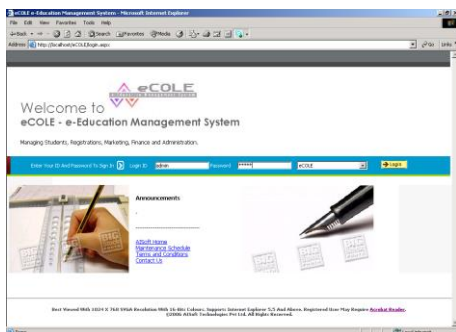 eCOLE e-Education Management System - Microsoft Internet Explorer
File Edit View Favorites Tools Help
Back Search Favorites Media
Address http://localhost/eCOLE/login.aspx Go Links
eCOLE
Welcome to
eCOLE - e-Education Management System
Managing Students, Registrations, Marketing, Finance and Administration.
Enter Your ID And Password To Sign In Login ID admin Password ***** eCOLE Login
Announcements
AISoft Home
Maintenance Schedule
Terms and Conditions
Contact Us
Best Viewed With 1024 X 768 SVGA Resolution With 16-Bit Colours. Supports Internet Explorer 5.5 And Above. Registered User May Require Acrobat Reader.
©2006 AISoft Technologies Pte Ltd. All Rights Reserved.